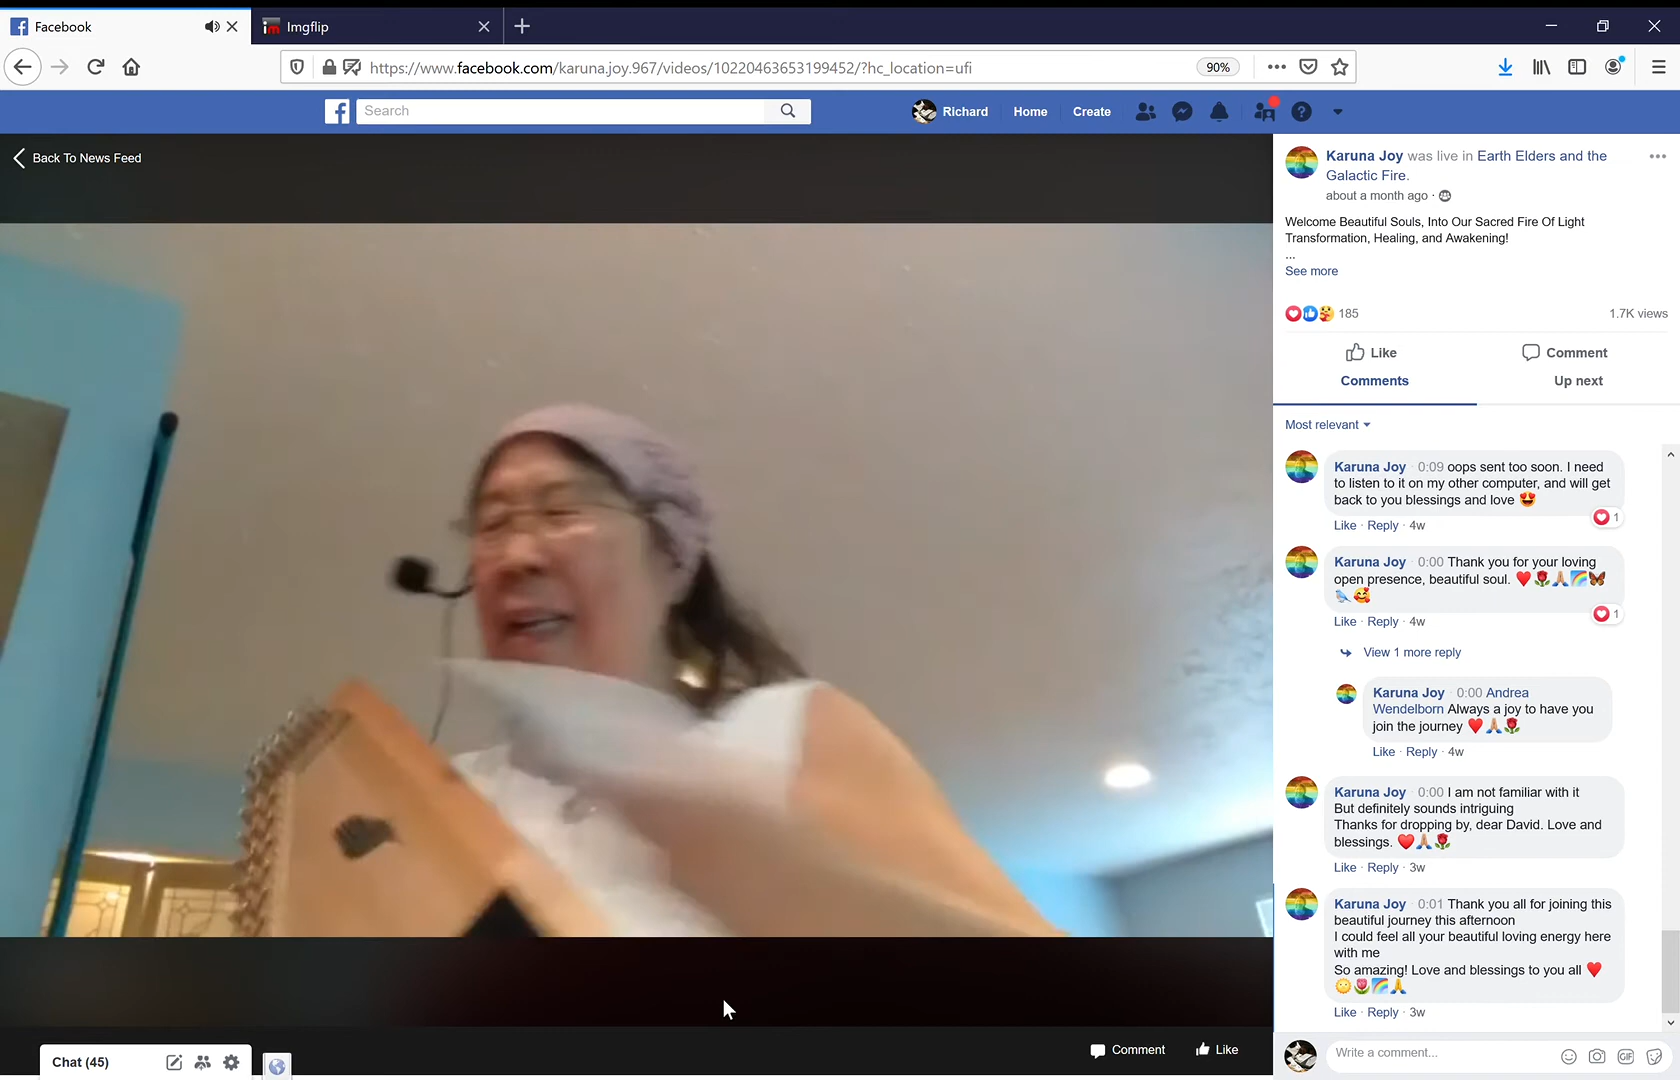 Facebook
Imgflip
https://www.facebook.com/karuna.joy.967/videos/10220463653199452/?hc_location=ufi
90%
Search
Richard
Home
Create
Back To News Feed
Karuna Joy was live in Earth Elders and the
Galactic Fire.
about a month ago ·
Welcome Beautiful Souls, Into Our Sacred Fire Of Light
Transformation, Healing, and Awakening!
...
See more
185
1.7K views
Like
Comment
Comments
Up next
Most relevant
Karuna Joy · 0:09 oops sent too soon. I need
to listen to it on my other computer, and will get
back to you blessings and love 😍
1
Like · Reply · 4w
Karuna Joy · 0:00 Thank you for your loving
open presence, beautiful soul. ❤️🌹🙏🌈🦋
🐦🥰
1
Like · Reply · 4w
View 1 more reply
Karuna Joy · 0:00 Andrea
Wendelborn Always a joy to have you
join the journey ❤️🙏🌹
Like · Reply · 4w
Karuna Joy · 0:00 I am not familiar with it
But definitely sounds intriguing
Thanks for dropping by, dear David. Love and
blessings. ❤️🙏🌹
Like · Reply · 3w
Karuna Joy · 0:01 Thank you all for joining this
beautiful journey this afternoon
I could feel all your beautiful loving energy here
with me
So amazing! Love and blessings to you all ❤️
🌞🌷🌈🙏
Like · Reply · 3w
Write a comment...
GIF
Comment
Like
Chat (45)